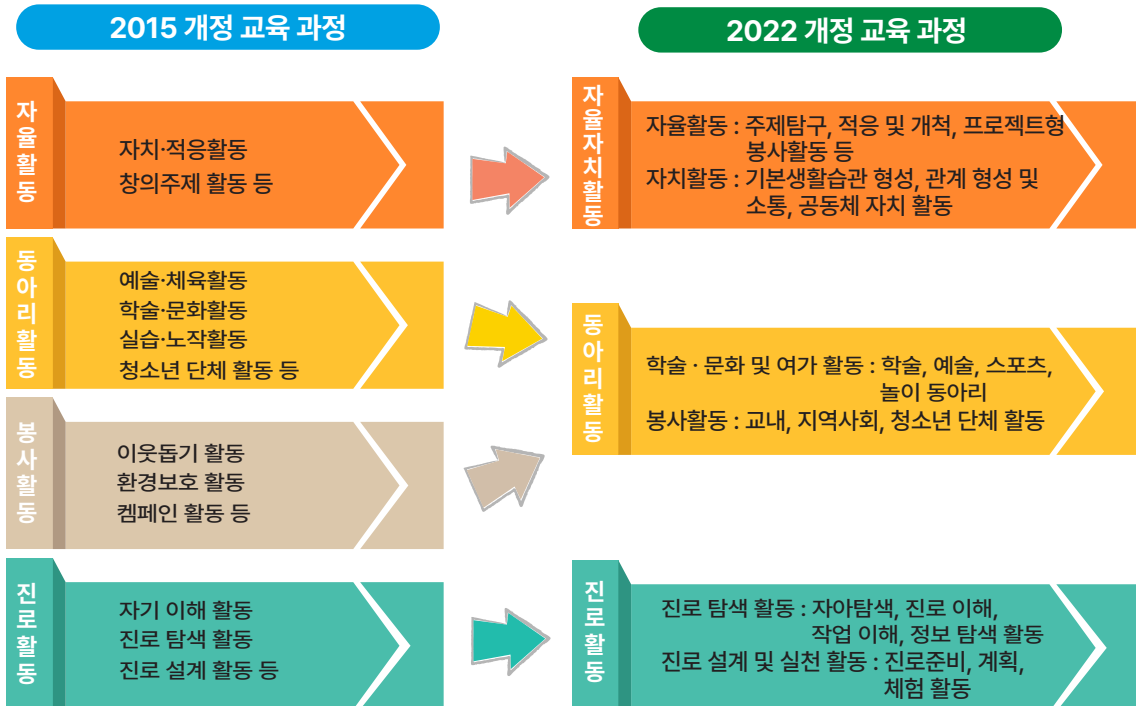 2015 개정 교육 과정
자율활동
자치·적응활동
창의주제 활동 등
동아리활동
예술·체육활동
학술·문화활동
실습·노작활동
청소년 단체 활동 등
봉사활동
이웃돕기 활동
환경보호 활동
켐페인 활동 등
진로활동
자기 이해 활동
진로 탐색 활동
진로 설계 활동 등
2022 개정 교육 과정
자율자치활동
자율활동 : 주제탐구, 적응 및 개척, 프로젝트형
봉사활동 등
자치활동 : 기본생활습관 형성, 관계 형성 및
소통, 공동체 자치 활동
동아리활동
학술 · 문화 및 여가 활동 : 학술, 예술, 스포츠,
놀이 동아리
봉사활동 : 교내, 지역사회, 청소년 단체 활동
진로활동
진로 탐색 활동 : 자아탐색, 진로 이해,
작업 이해, 정보 탐색 활동
진로 설계 및 실천 활동 : 진로준비, 계획,
체험 활동